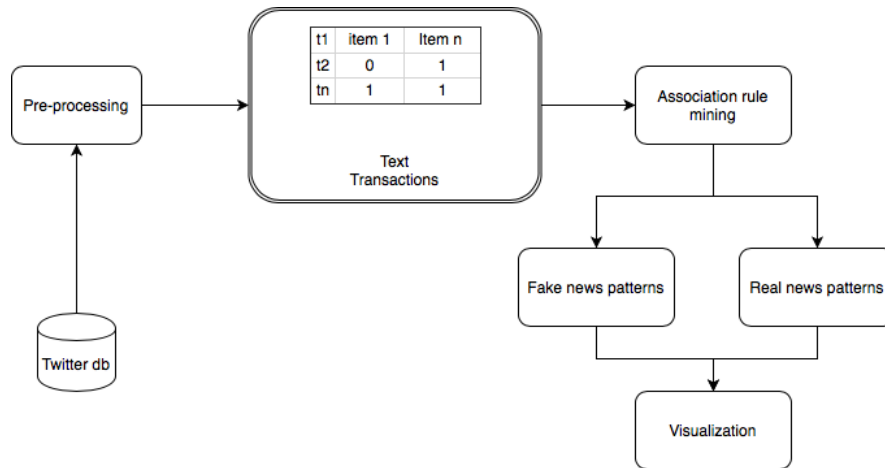 t1 item 1 Item n
t2 0 1
tn 1 1
Pre-processing
Association rule
mining
Text
Transactions
Fake news patterns
Real news patterns
Twitter db
Visualization